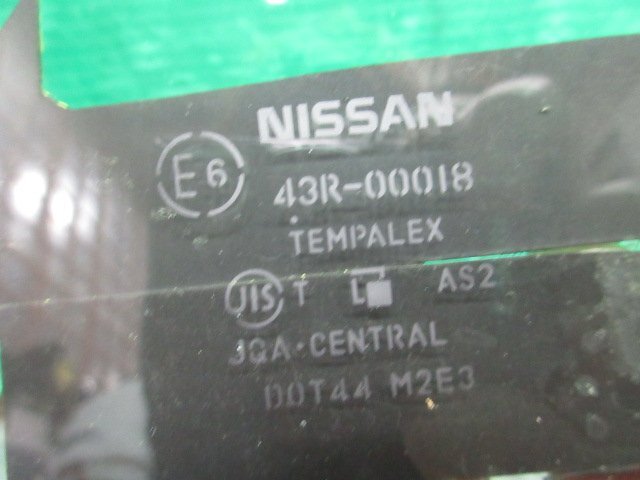 NISSAN
E6 43R-00018
TEMPALEX
JIS T AS2
JQA·CENTRAL
DOT44 M2E3